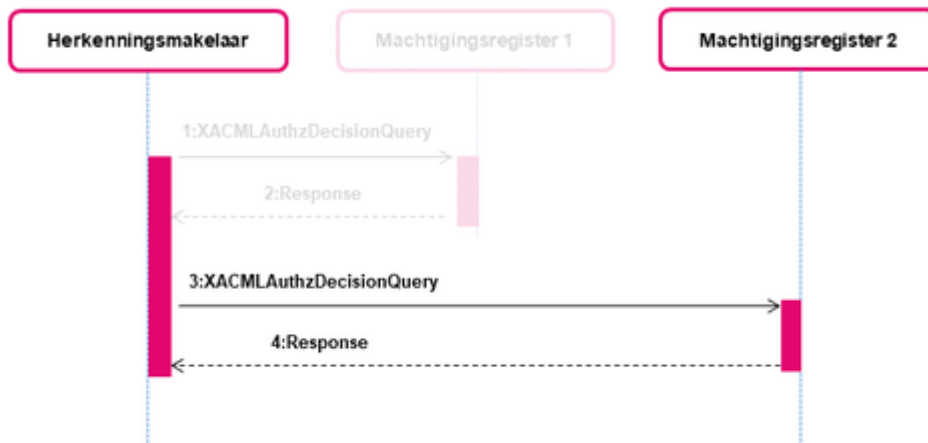 Herkenningsmakelaar
Machtigingsregister 1
Machtigingsregister 2
1:XACMLAuthzDecisionQuery
2:Response
3:XACMLAuthzDecisionQuery
4:Response